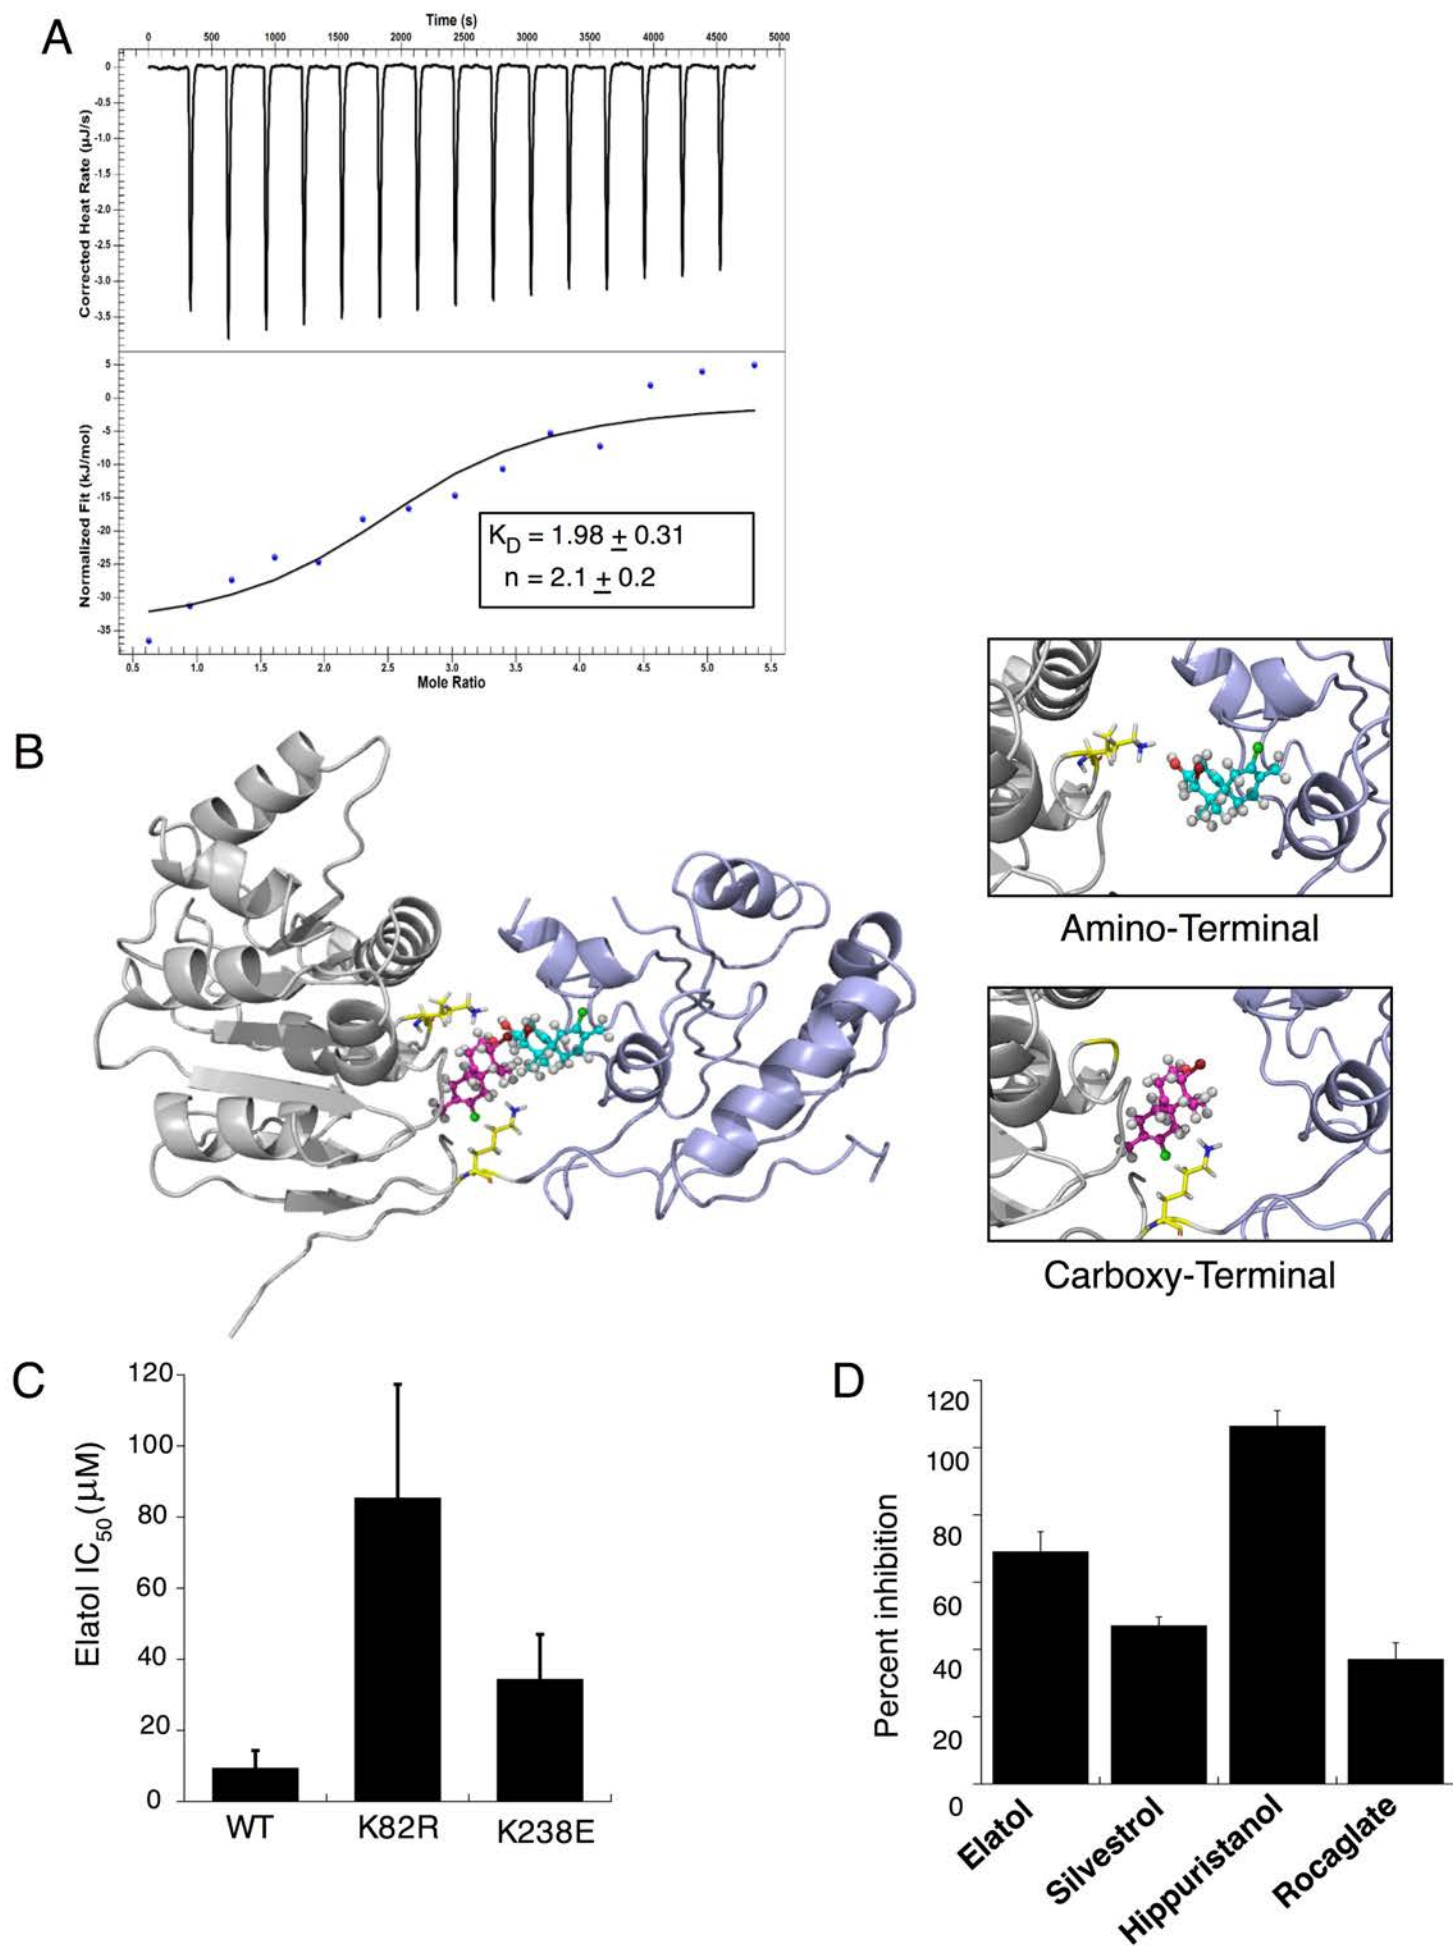 A
Time (s)
0 500 1000 1500 2000 2500 3000 3500 4000 4500 5000
Corrected Heat Rate (µJ/s)
0
-0.5
-1.0
-1.5
-2.0
-2.5
-3.0
-3.5
Normalized Fit (kJ/mol)
5
0
-5
-10
-15
-20
-25
-30
-35
K_D = 1.98 ± 0.31
n = 2.1 ± 0.2
0.5 1.0 1.5 2.0 2.5 3.0 3.5 4.0 4.5 5.0 5.5
Mole Ratio
B
Amino-Terminal
Carboxy-Terminal
C
Elatol IC50 (µM)
120
100
80
60
40
20
0
WT K82R K238E
D
Percent inhibition
120
100
80
60
40
20
0
Elatol
Silvestrol
Hippuristanol
Rocaglate